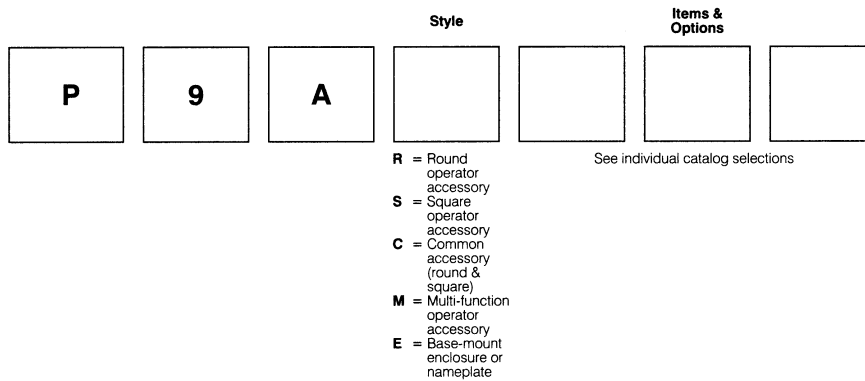 Style
Items &
Options
P 9 A
R = Round
operator
accessory
See individual catalog selections
S = Square
operator
accessory
C = Common
accessory
(round &
square)
M = Multi-function
operator
accessory
E = Base-mount
enclosure or
nameplate